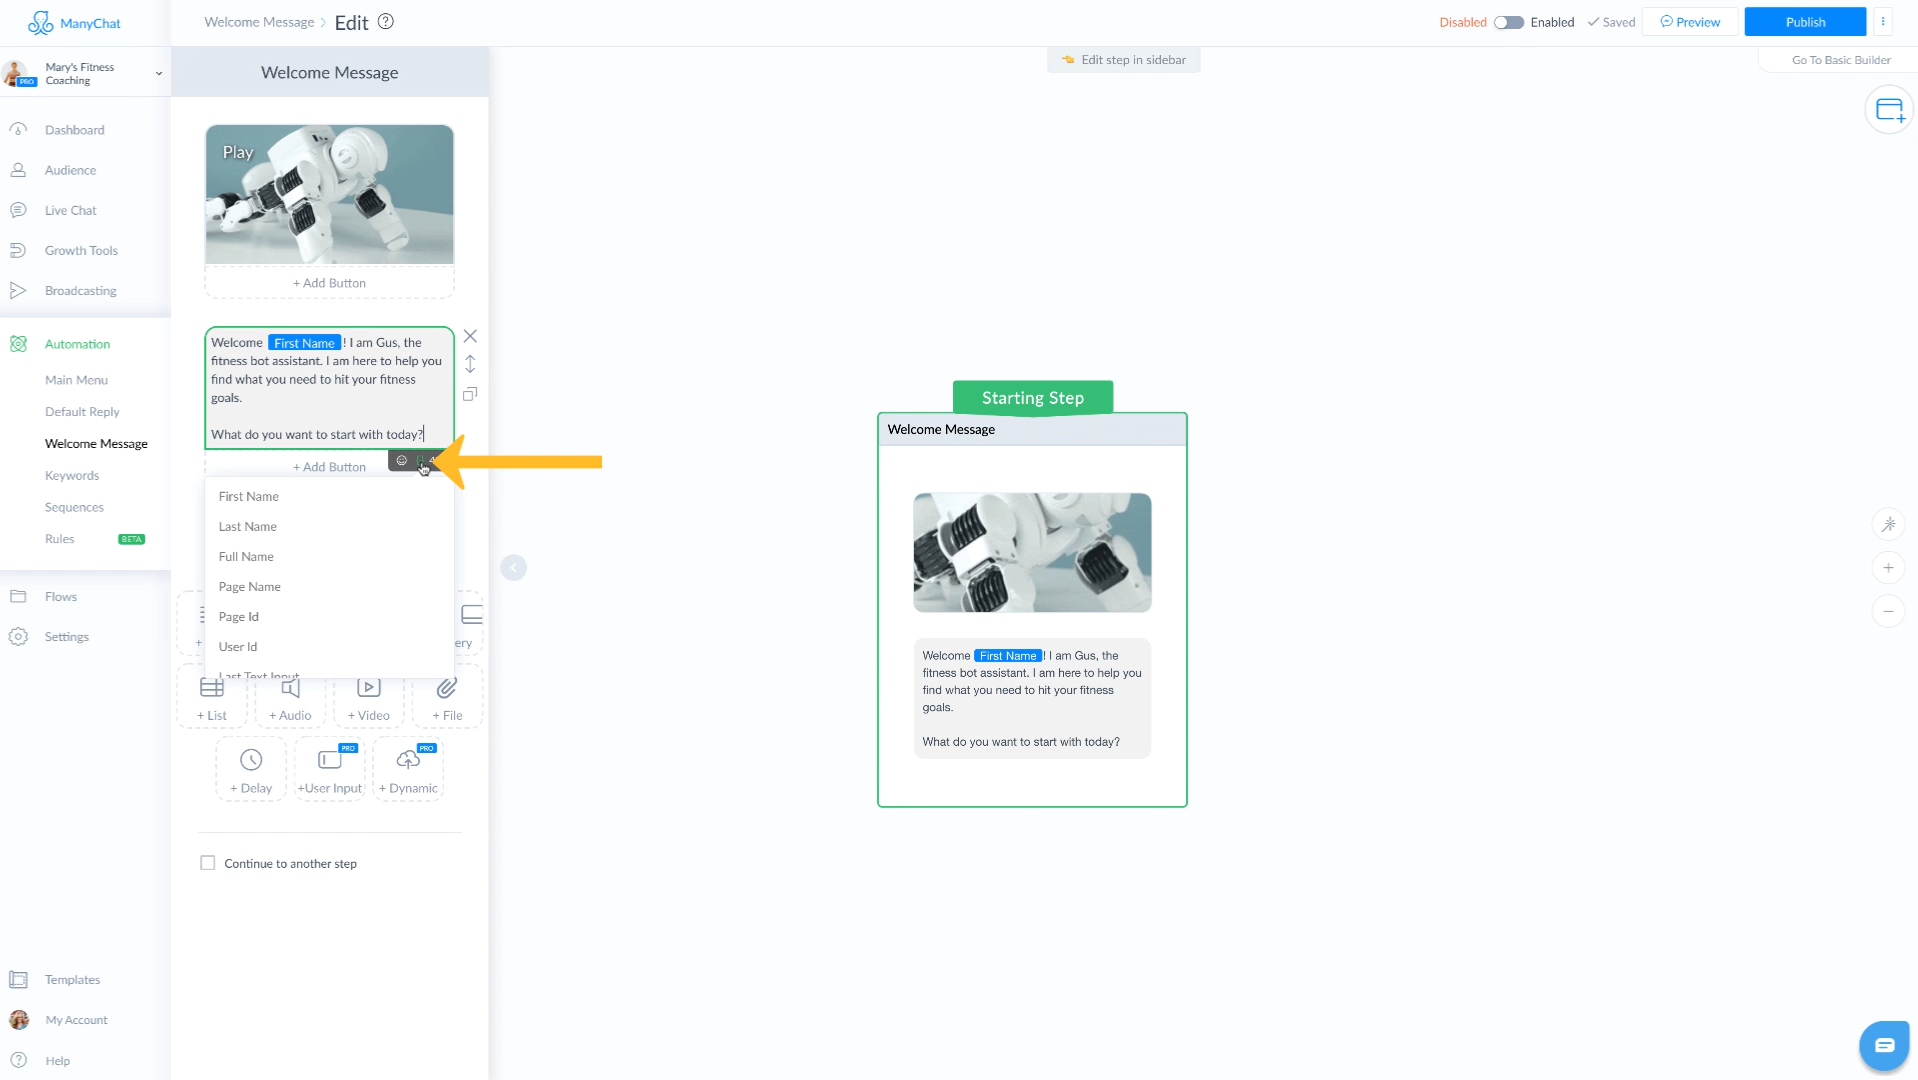 ManyChat
Welcome Message
Edit
?
Disabled
Enabled
Saved
Preview
Publish
Mary's Fitness
Coaching
PRO
Welcome Message
Edit step in sidebar
Go To Basic Builder
Dashboard
Audience
Live Chat
Growth Tools
Broadcasting
Automation
Main Menu
Default Reply
Welcome Message
Keywords
Sequences
Rules
BETA
Flows
Settings
Templates
My Account
Help
Play
+ Add Button
Welcome First Name ! I am Gus, the
fitness bot assistant. I am here to help you
find what you need to hit your fitness
goals.
What do you want to start with today?
+ Add Button
First Name
Last Name
Full Name
Page Name
Page Id
User Id
Last Text Input
+ List
+ Audio
+ Video
+ File
PRO
PRO
+ Delay
+User Input
+ Dynamic
Continue to another step
Starting Step
Welcome Message
Welcome First Name ! I am Gus, the
fitness bot assistant. I am here to help you
find what you need to hit your fitness
goals.
What do you want to start with today?